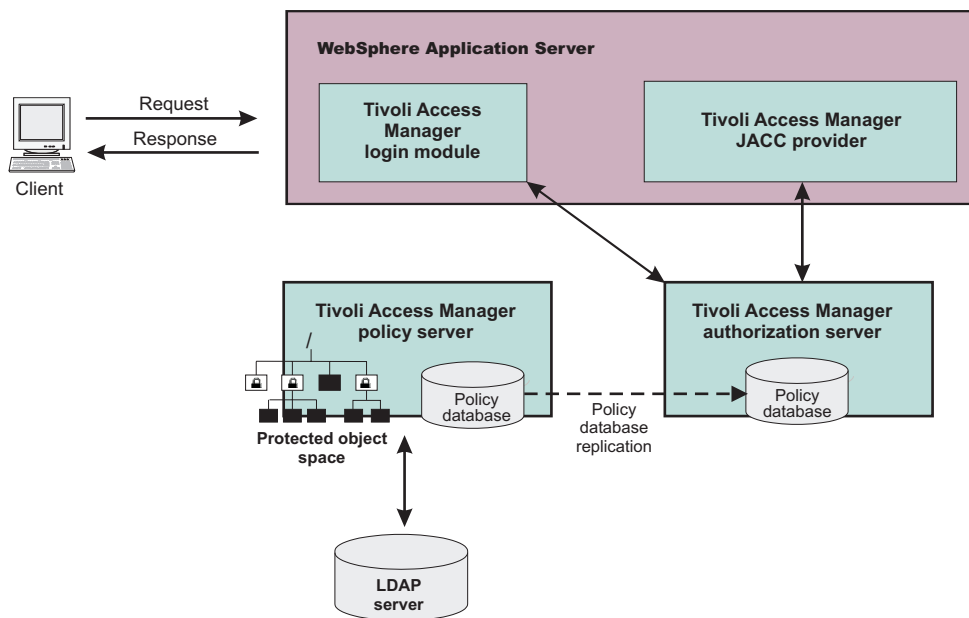 WebSphere Application Server
Request
Response
Client
Tivoli Access
Manager
login module
Tivoli Access Manager
JACC provider
Tivoli Access Manager
policy server
/
Policy
database
Protected object
space
Policy
database
replication
Tivoli Access Manager
authorization server
Policy
database
LDAP
server